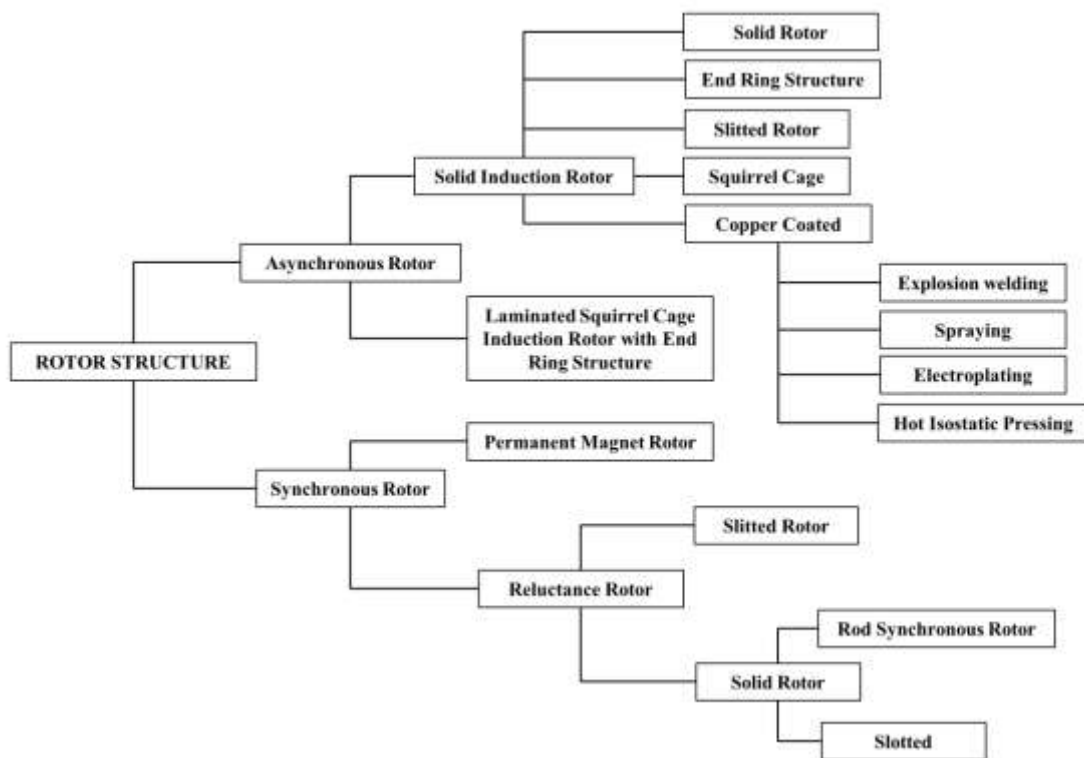 Solid Rotor
End Ring Structure
Slitted Rotor
Solid Induction Rotor
Squirrel Cage
Copper Coated
Asynchronous Rotor
Explosion welding
Laminated Squirrel Cage
Induction Rotor with End
Ring Structure
Spraying
ROTOR STRUCTURE
Electroplating
Hot Isostatic Pressing
Permanent Magnet Rotor
Synchronous Rotor
Slitted Rotor
Reluctance Rotor
Rod Synchronous Rotor
Solid Rotor
Slotted